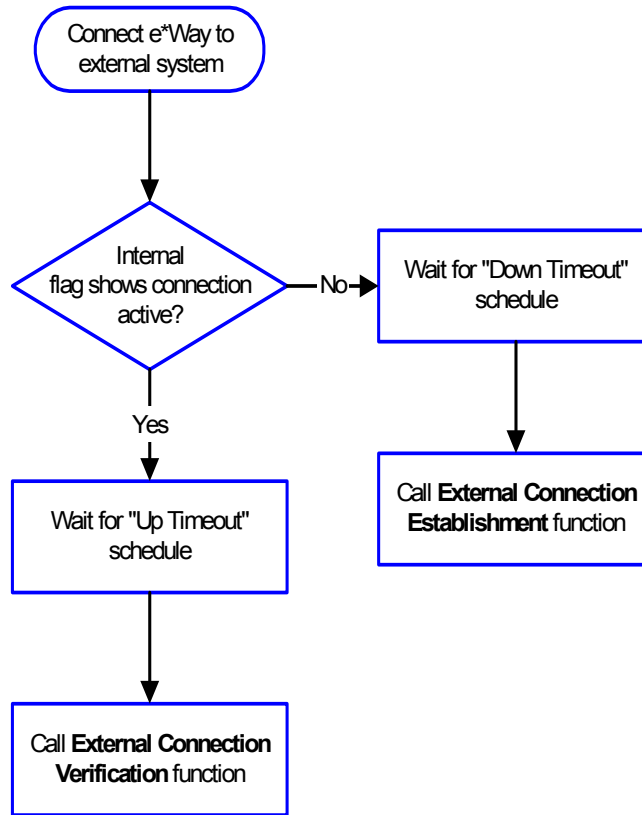 Connect e*Way to
external system
Internal
flag shows connection
active?
No
Wait for "Down Timeout"
schedule
Yes
Call External Connection
Establishment function
Wait for "Up Timeout"
schedule
Call External Connection
Verification function